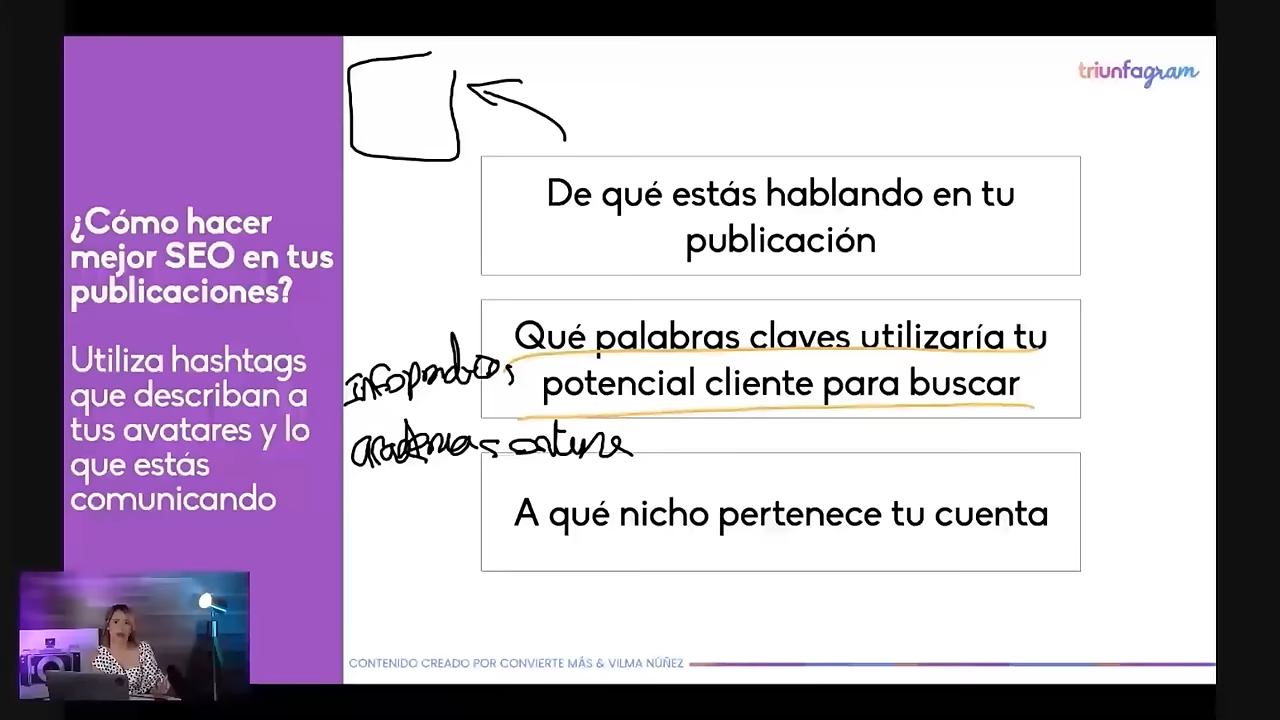 triunfagram
¿Cómo hacer
mejor SEO en tus
publicaciones?
Utiliza hashtags
que describan a
tus avatares y lo
que estás
comunicando
De qué estás hablando en tu
publicación
Qué palabras claves utilizaría tu
potencial cliente para buscar
A qué nicho pertenece tu cuenta
CONTENIDO CREADO POR CONVIERTE MÁS & VILMA NÚÑEZ